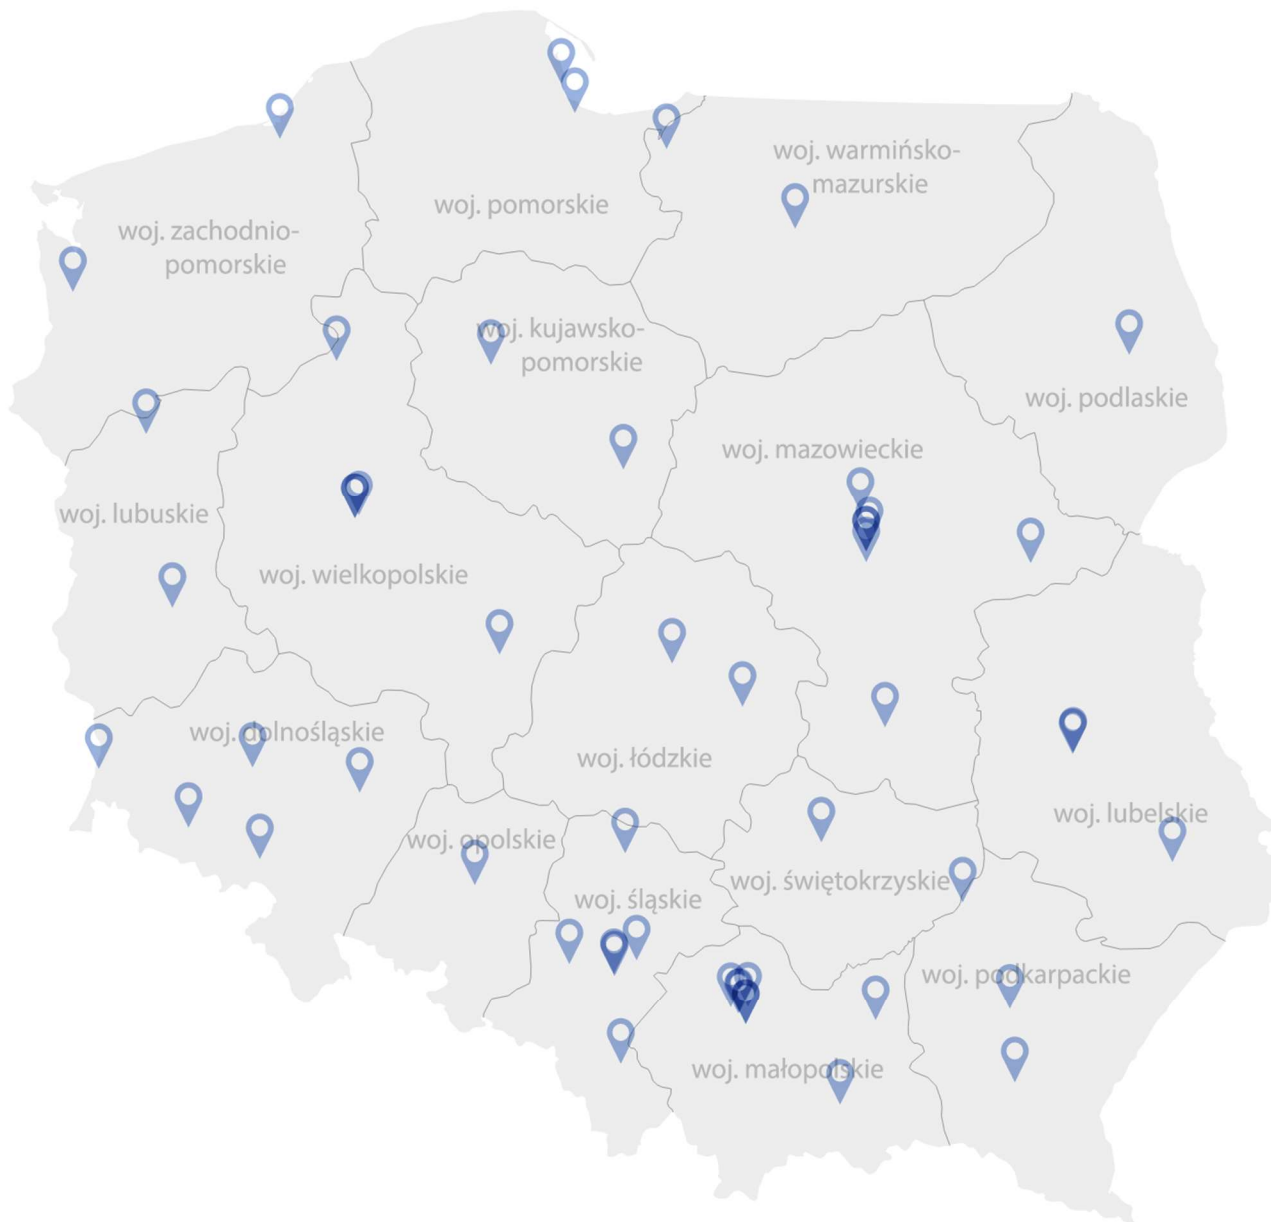 woj. warmińsko-
mazurskie
woj. pomorskie
woj. zachodnio-
pomorskie
woj. kujawsko-
pomorskie
woj. podlaskie
woj. mazowieckie
woj. lubuskie
woj. wielkopolskie
woj. dolnośląskie
woj. łódzkie
woj. lubelskie
woj. opolskie
woj. świętokrzyskie
woj. śląskie
woj. podkarpackie
woj. małopolskie